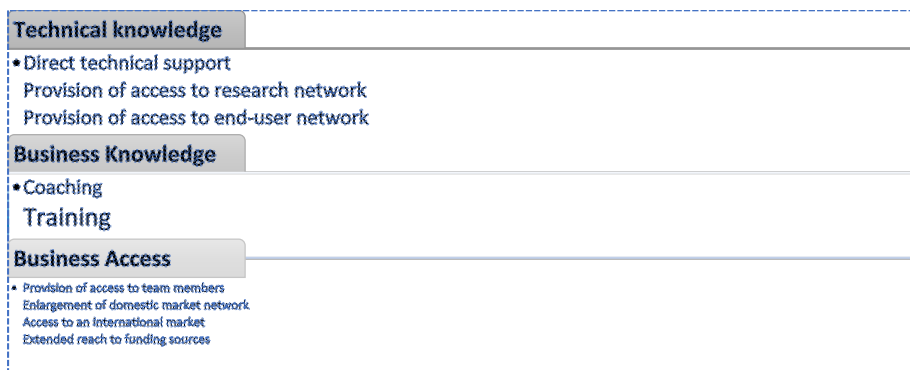 Technical knowledge
• Direct technical support
Provision of access to research network
Provision of access to end-user network
Business Knowledge
• Coaching
Training
Business Access
• Provision of access to team members
Enlargement of domestic market network
Access to an international market
Extended reach to funding sources